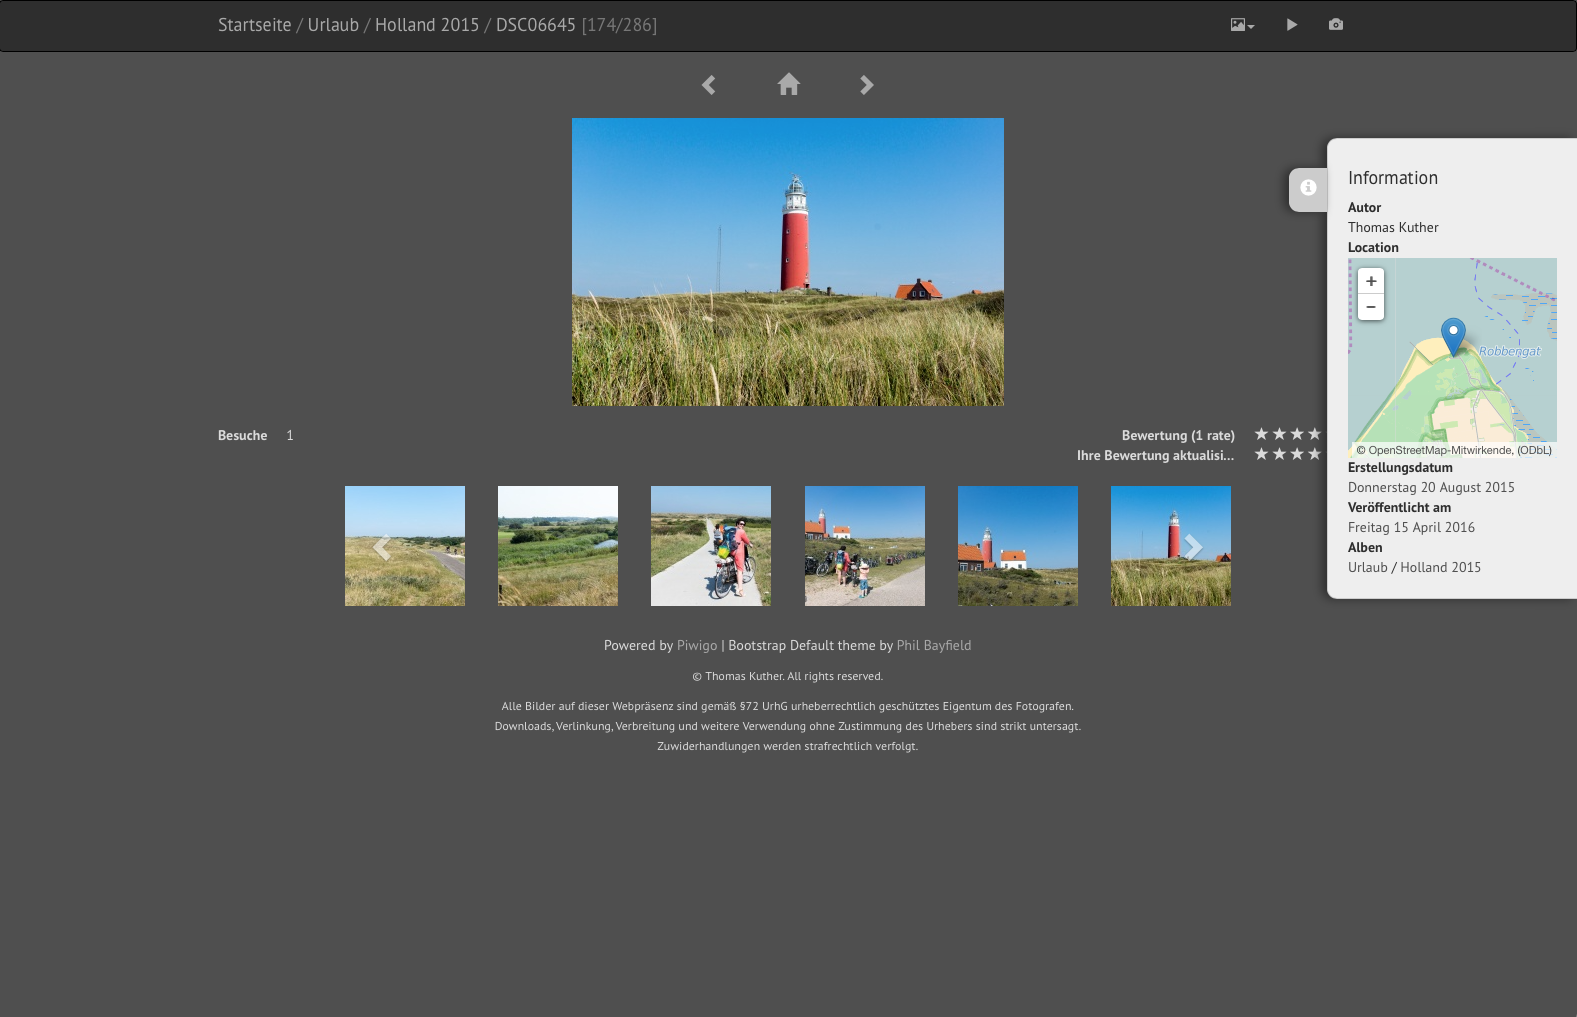 Startseite / Urlaub / Holland 2015 / DSC06645 [174/286]
Information
Autor
Thomas Kuther
Location
+
−
Robbengat
© OpenStreetMap-Mitwirkende, (ODbL)
Erstellungsdatum
Donnerstag 20 August 2015
Veröffentlicht am
Freitag 15 April 2016
Alben
Urlaub / Holland 2015
Besuche 1
Bewertung (1 rate) ★★★★
Ihre Bewertung aktualisi... ★★★★
Powered by Piwigo | Bootstrap Default theme by Phil Bayfield
© Thomas Kuther. All rights reserved.
Alle Bilder auf dieser Webpräsenz sind gemäß §72 UrhG urheberrechtlich geschütztes Eigentum des Fotografen.
Downloads, Verlinkung, Verbreitung und weitere Verwendung ohne Zustimmung des Urhebers sind strikt untersagt.
Zuwiderhandlungen werden strafrechtlich verfolgt.